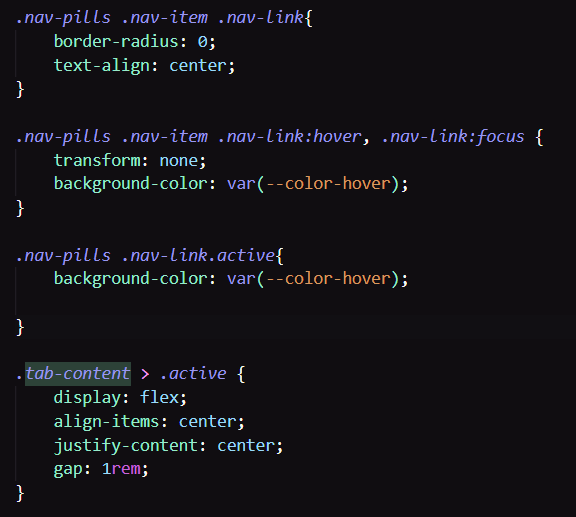 .nav-pills .nav-item .nav-link{
    border-radius: 0;
    text-align: center;
}
.nav-pills .nav-item .nav-link:hover, .nav-link:focus {
    transform: none;
    background-color: var(--color-hover);
}
.nav-pills .nav-link.active{
    background-color: var(--color-hover);
}
.tab-content > .active {
    display: flex;
    align-items: center;
    justify-content: center;
    gap: 1rem;
}